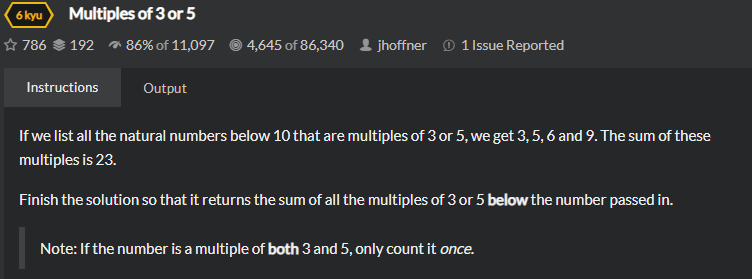 6 kyu Multiples of 3 or 5
786 192 86% of 11,097 4,645 of 86,340 jhoffner 1 Issue Reported
Instructions Output
If we list all the natural numbers below 10 that are multiples of 3 or 5, we get 3, 5, 6 and 9. The sum of these
multiples is 23.
Finish the solution so that it returns the sum of all the multiples of 3 or 5 below the number passed in.
Note: If the number is a multiple of both 3 and 5, only count it once.